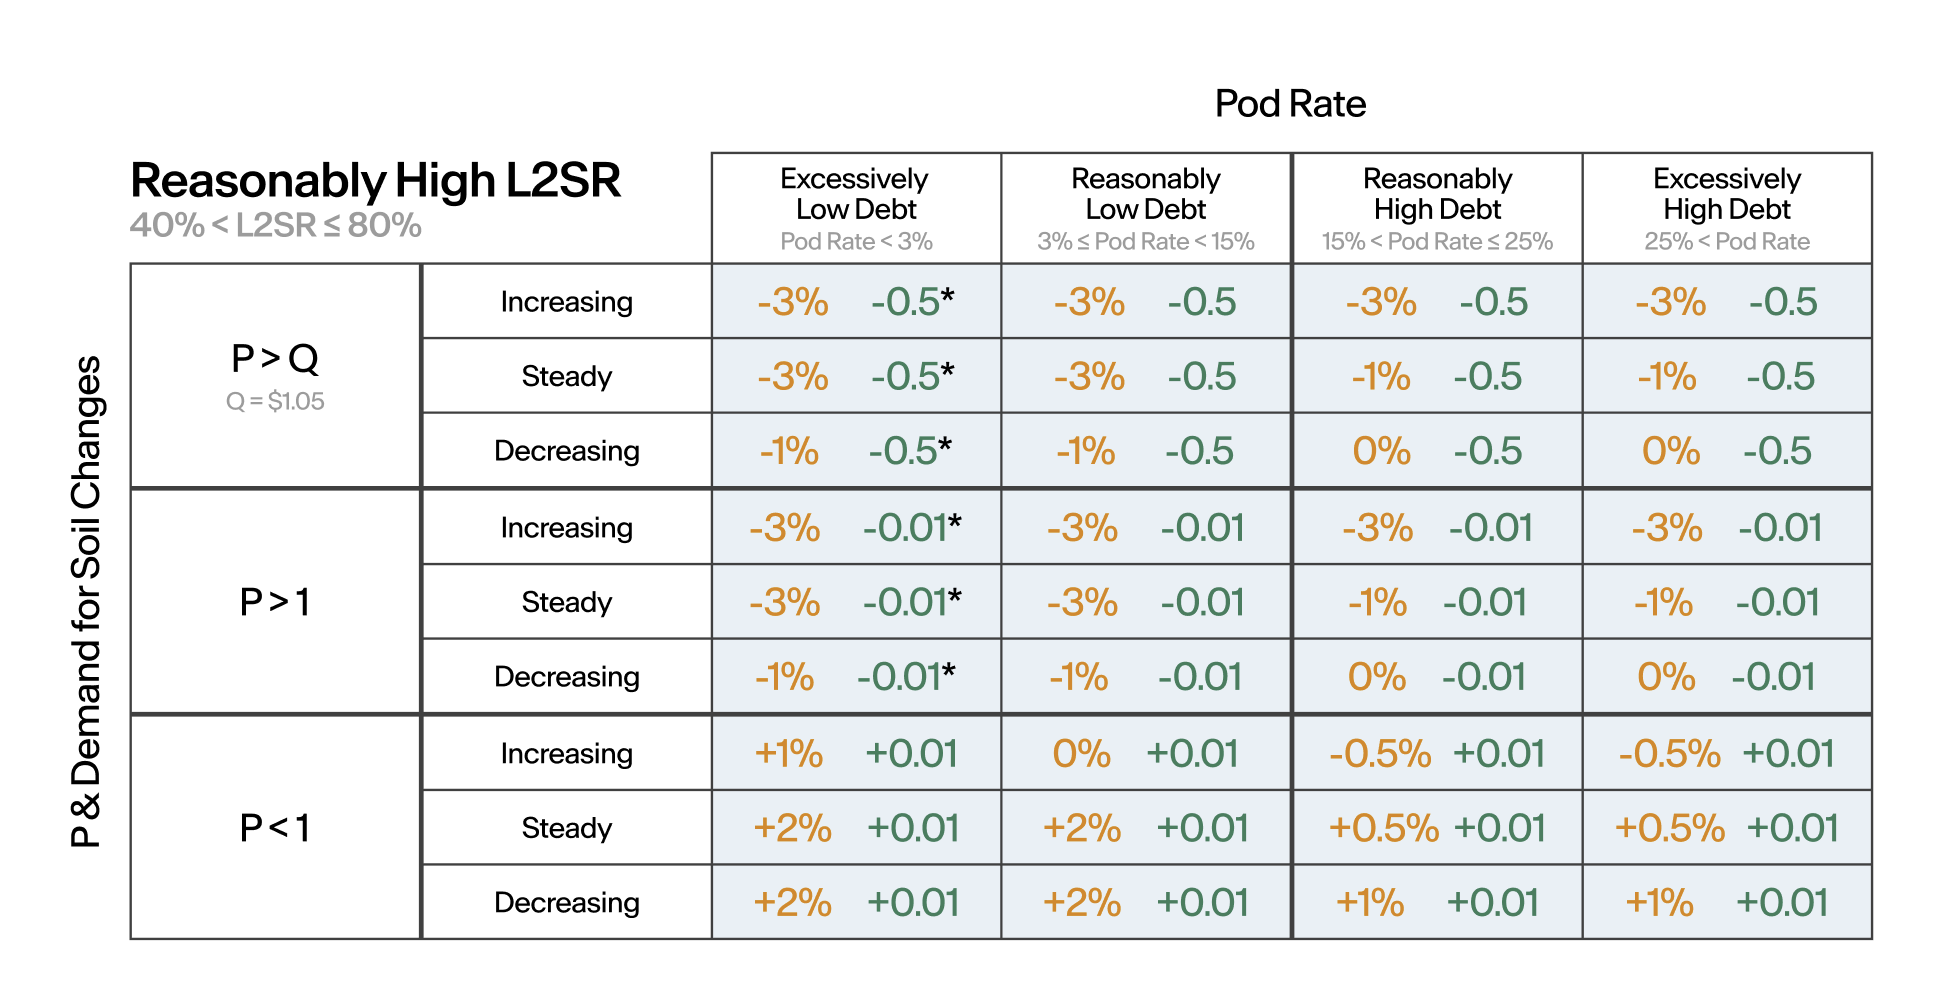 Pod Rate
Reasonably High L2SR
40% < L2SR ≤ 80%
Excessively
Low Debt
Pod Rate < 3%
Reasonably
Low Debt
3% ≤ Pod Rate < 15%
Reasonably
High Debt
15% < Pod Rate ≤ 25%
Excessively
High Debt
25% < Pod Rate
P & Demand for Soil Changes
P > Q
Q = $1.05
Increasing -3% -0.5* -3% -0.5 -3% -0.5 -3% -0.5
Steady -3% -0.5* -3% -0.5 -1% -0.5 -1% -0.5
Decreasing -1% -0.5* -1% -0.5 0% -0.5 0% -0.5
P > 1
Increasing -3% -0.01* -3% -0.01 -3% -0.01 -3% -0.01
Steady -3% -0.01* -3% -0.01 -1% -0.01 -1% -0.01
Decreasing -1% -0.01* -1% -0.01 0% -0.01 0% -0.01
P < 1
Increasing +1% +0.01 0% +0.01 -0.5% +0.01 -0.5% +0.01
Steady +2% +0.01 +2% +0.01 +0.5% +0.01 +0.5% +0.01
Decreasing +2% +0.01 +2% +0.01 +1% +0.01 +1% +0.01